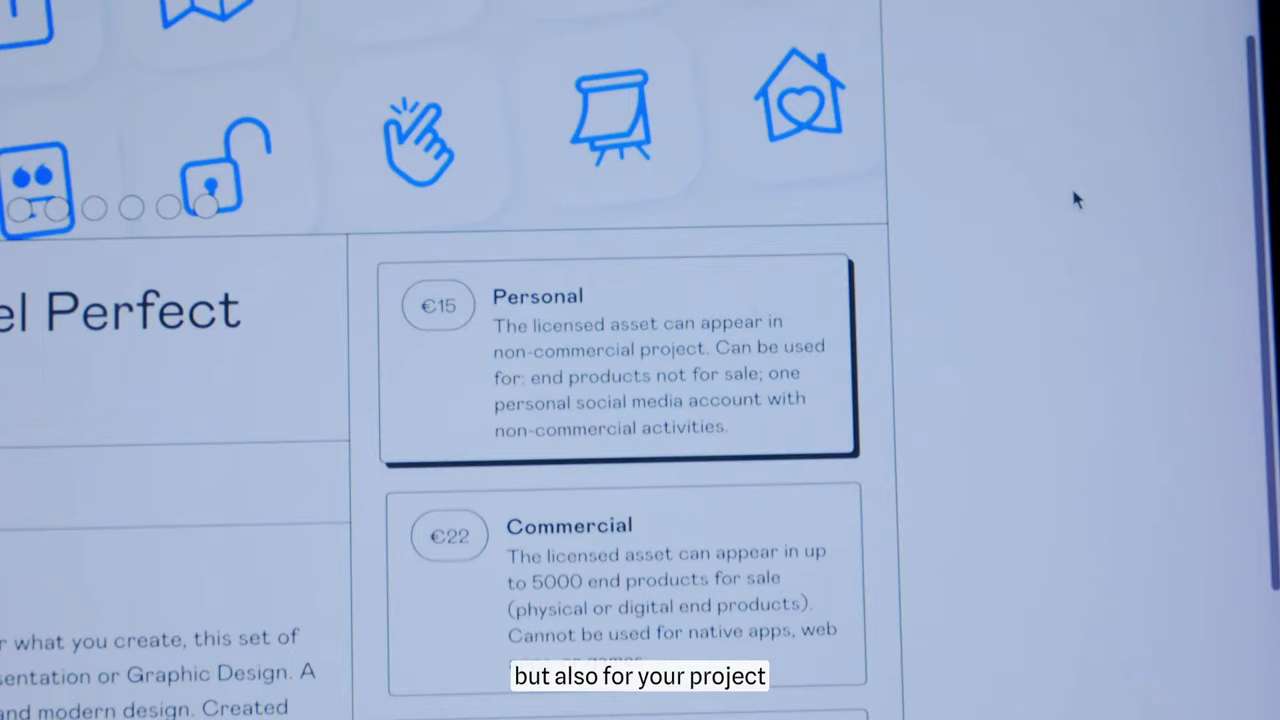 el Perfect
€15
Personal
The licensed asset can appear in
non-commercial project. Can be used
for: end products not for sale; one
personal social media account with
non-commercial activities.
€22
Commercial
The licensed asset can appear in up
to 5000 end products for sale
(physical or digital end products).
Cannot be used for native apps, web
r what you create, this set of
sentation or Graphic Design. A
and modern design. Created
but also for your project